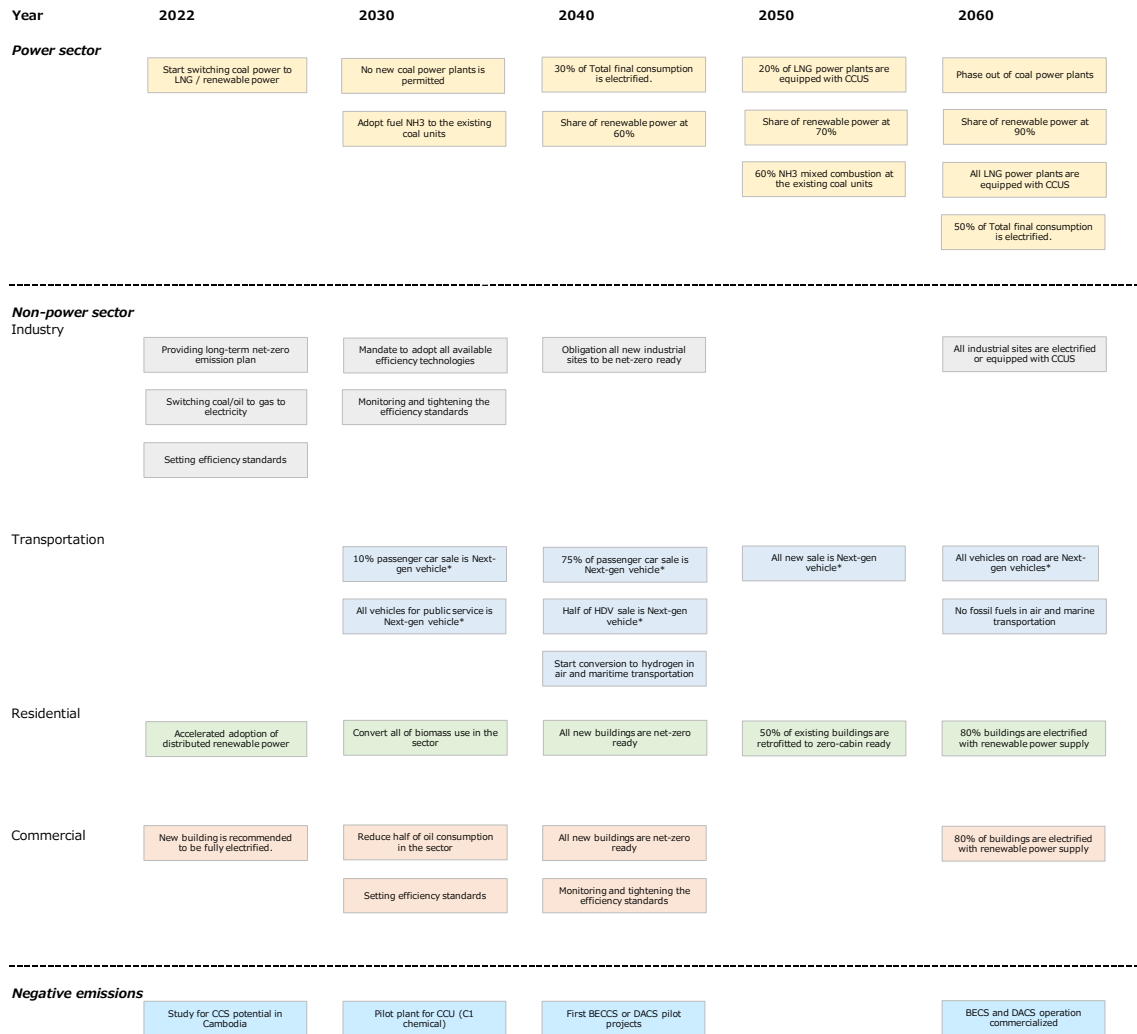 Year 2022 2030 2040 2050 2060
Power sector
Start switching coal power to
LNG / renewable power
No new coal power plants is
permitted
30% of Total final consumption
is electrified.
20% of LNG power plants are
equipped with CCUS
Phase out of coal power plants
Adopt fuel NH3 to the existing
coal units
Share of renewable power at
60%
Share of renewable power at
70%
Share of renewable power at
90%
60% NH3 mixed combustion at
the existing coal units
All LNG power plants are
equipped with CCUS
50% of Total final consumption
is electrified.
Non-power sector
Industry
Providing long-term net-zero
emission plan
Mandate to adopt all available
efficiency technologies
Obligation all new industrial
sites to be net-zero ready
All industrial sites are electrified
or equipped with CCUS
Switching coal/oil to gas to
electricity
Monitoring and tightening the
efficiency standards
Setting efficiency standards
Transportation
10% passenger car sale is Next-
gen vehicle*
75% of passenger car sale is
Next-gen vehicle*
All new sale is Next-gen
vehicle*
All vehicles on road are Next-
gen vehicles*
All vehicles for public service is
Next-gen vehicle*
Half of HDV sale is Next-gen
vehicle*
No fossil fuels in air and marine
transportation
Start conversion to hydrogen in
air and maritime transportation
Residential
Accelerated adoption of
distributed renewable power
Convert all of biomass use in the
sector
All new buildings are net-zero
ready
50% of existing buildings are
retrofitted to zero-cabin ready
80% buildings are electrified
with renewable power supply
Commercial
New building is recommended
to be fully electrified.
Reduce half of oil consumption
in the sector
All new buildings are net-zero
ready
80% of buildings are electrified
with renewable power supply
Setting efficiency standards
Monitoring and tightening the
efficiency standards
Negative emissions
Study for CCS potential in
Cambodia
Pilot plant for CCU (C1
chemical)
First BECCS or DACS pilot
projects
BECS and DACS operation
commercialized